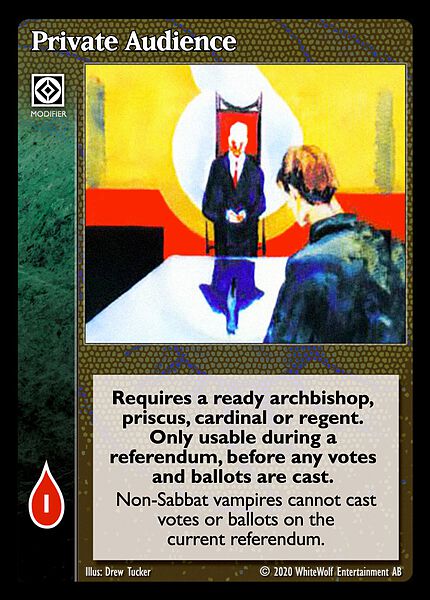 Private Audience
MODIFIER
Requires a ready archbishop,
priscus, cardinal or regent.
Only usable during a
referendum, before any votes
and ballots are cast.
Non-Sabbat vampires cannot cast
votes or ballots on the
current referendum.
1
Illus: Drew Tucker
© 2020 WhiteWolf Entertainment AB